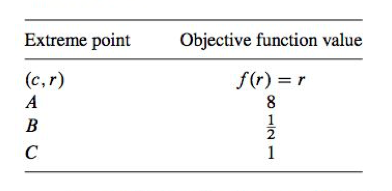 Extreme point Objective function value
(c, r) f(r) = r
A 8
B 1/2
C 1